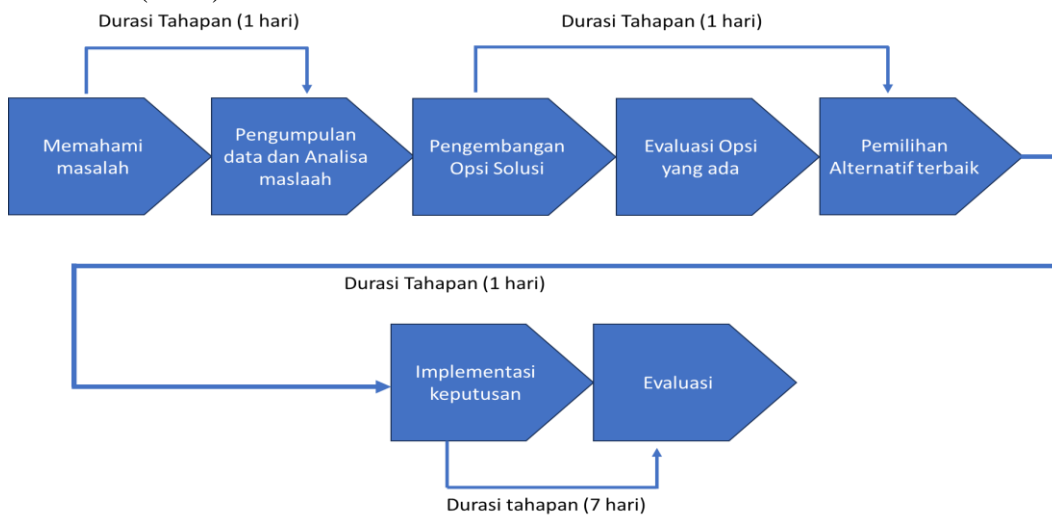 Durasi Tahapan (1 hari)
Durasi Tahapan (1 hari)
Memahami
masalah
Pengumpulan
data dan Analisa
maslaah
Pengembangan
Opsi Solusi
Evaluasi Opsi
yang ada
Pemilihan
Alternatif terbaik
Durasi Tahapan (1 hari)
Implementasi
keputusan
Evaluasi
Durasi tahapan (7 hari)